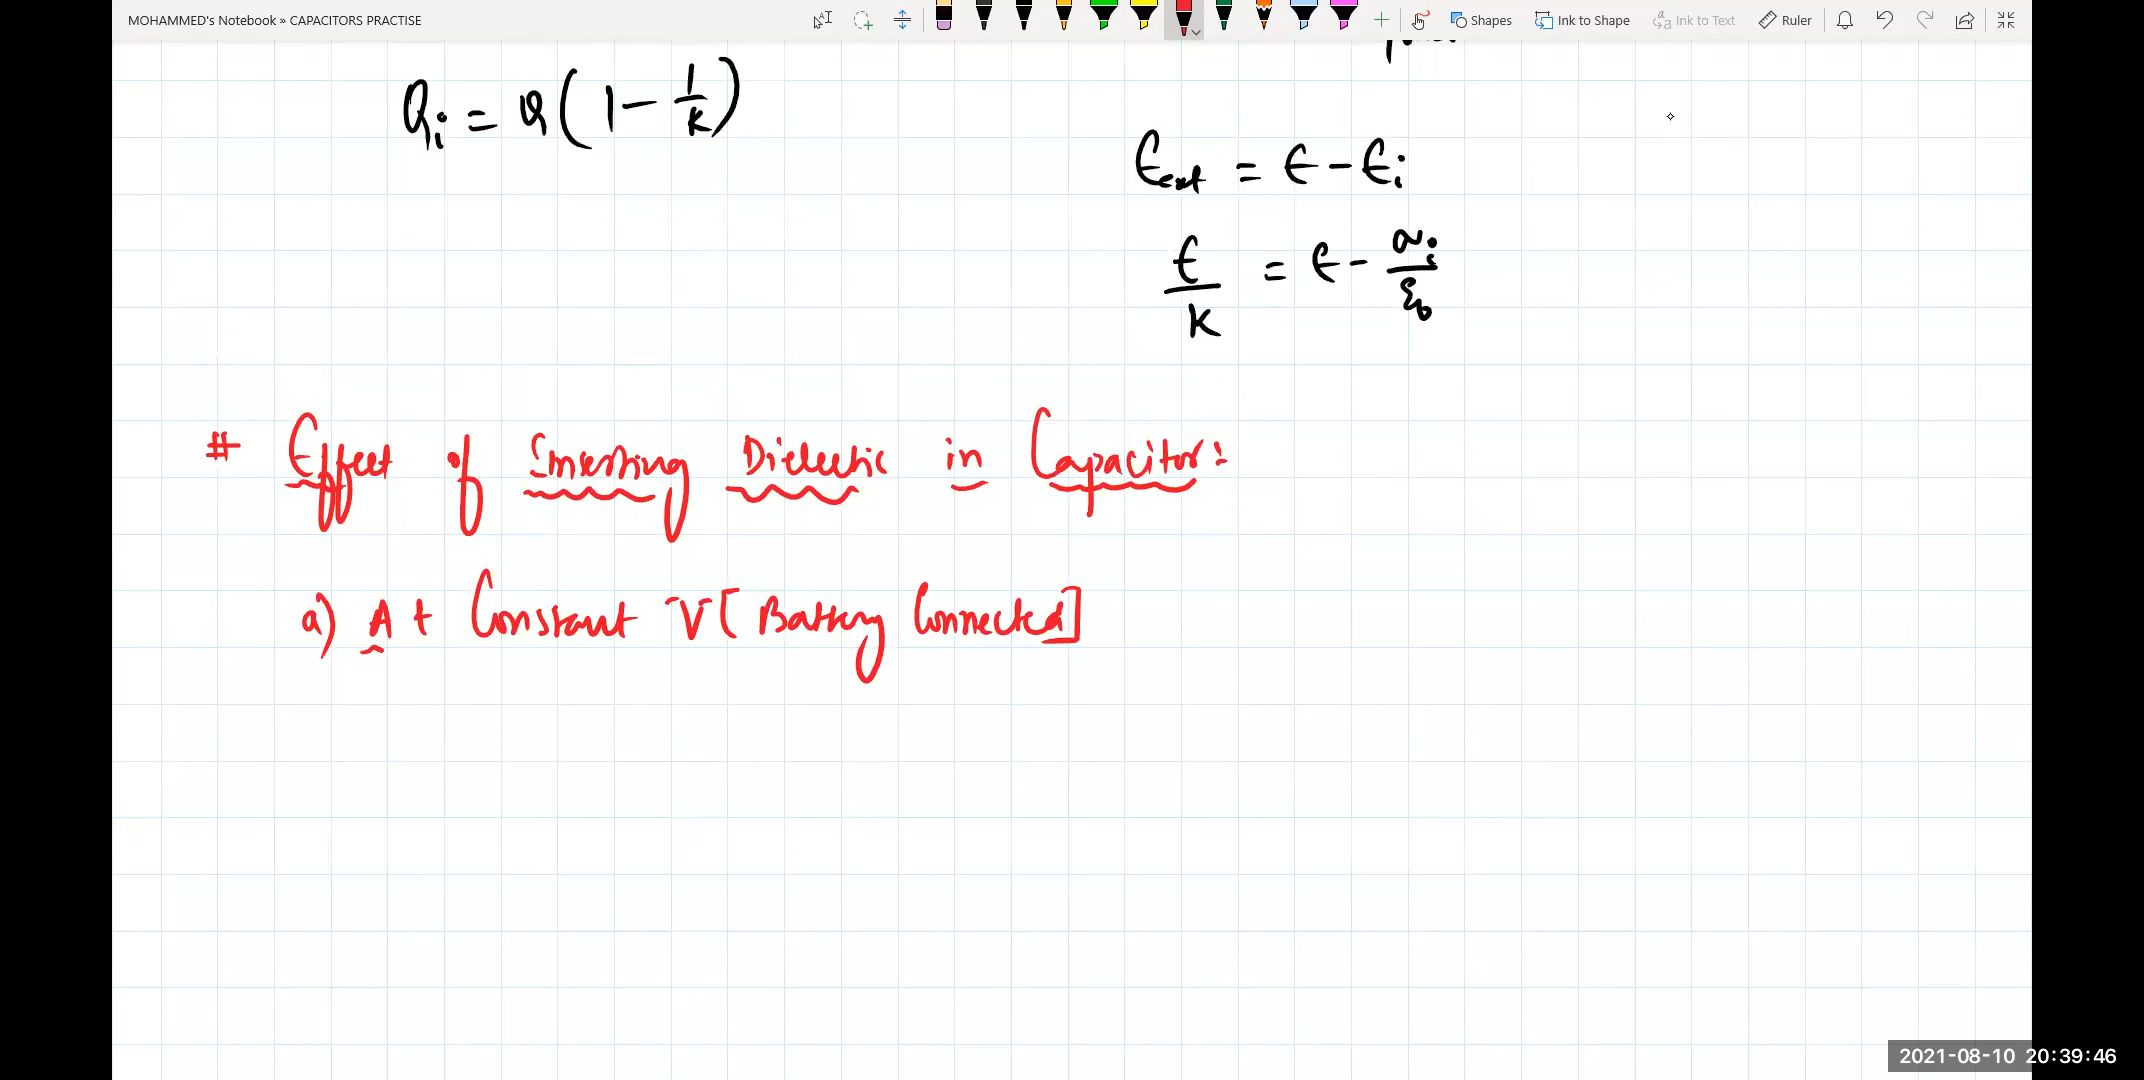 MOHAMMED's Notebook » CAPACITORS PRACTISE
Shapes Ink to Shape Ink to Text Ruler
Qi = Q(1 - 1/K)
Eext = E - Ei
E/K = E - σi/ε0
# Effect of Inserting Dielectric in Capacitor:
a) At Constant V [Battery Connected]
2021-08-10 20:39:46